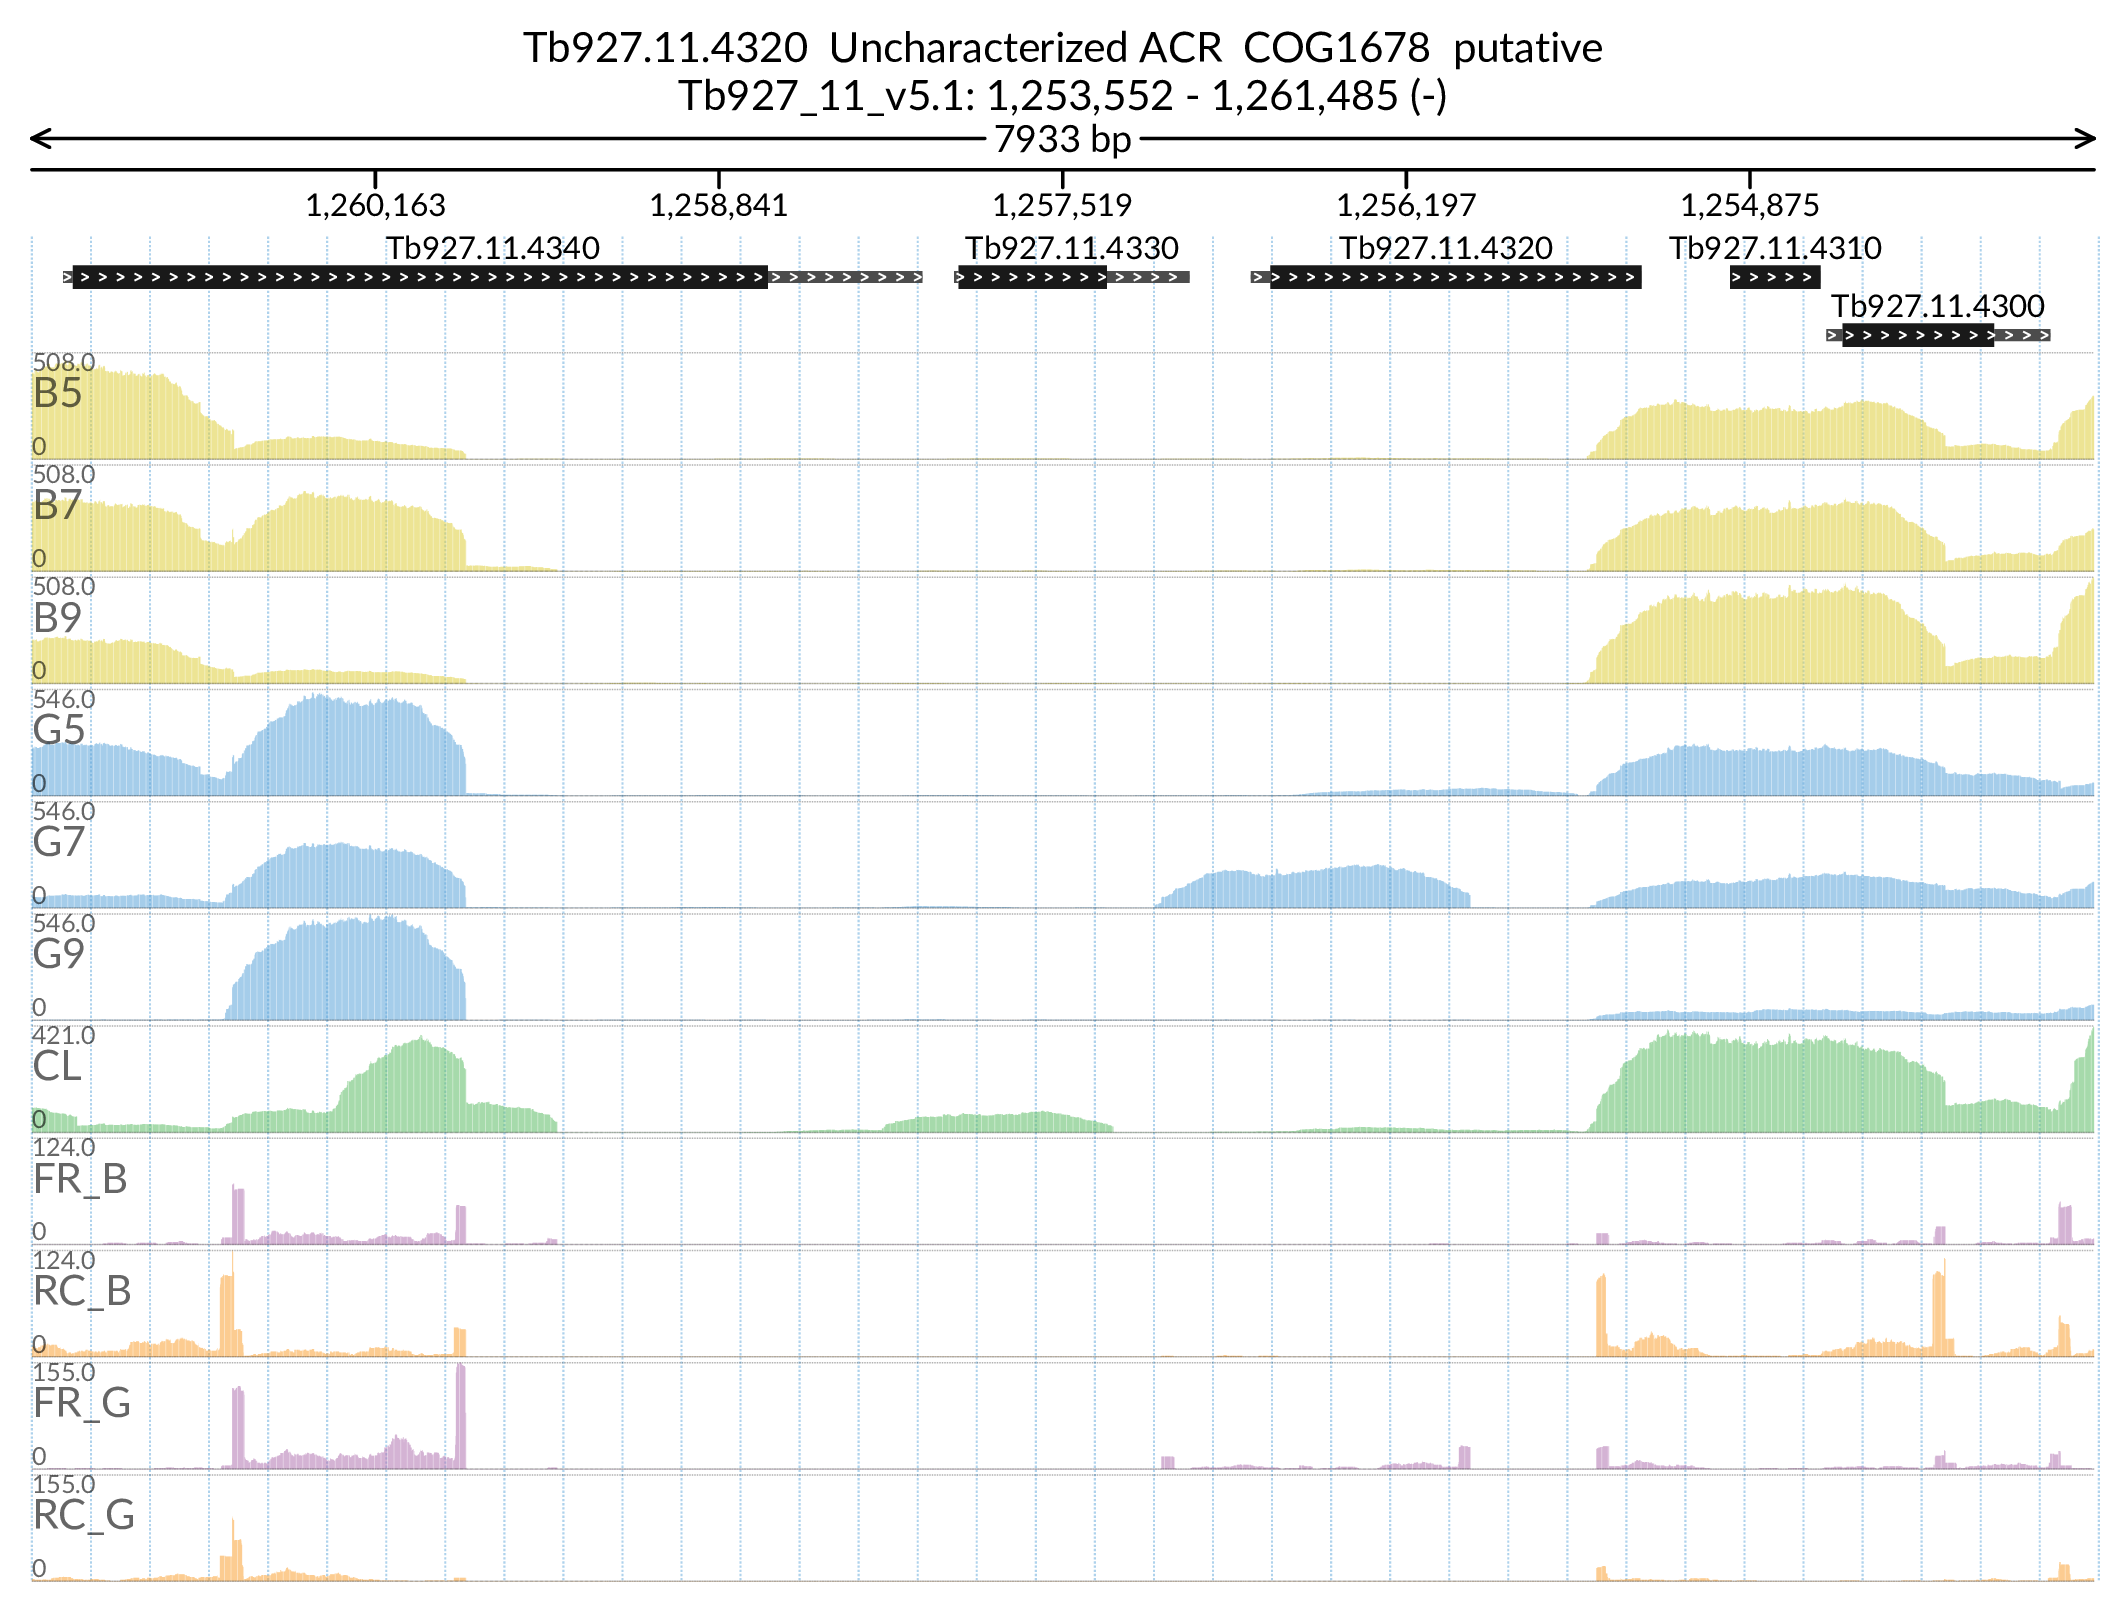 Tb927.11.4320 Uncharacterized ACR COG1678 putative
Tb927_11_v5.1: 1,253,552 - 1,261,485 (-)
7933 bp
1,260,163 1,258,841 1,257,519 1,256,197 1,254,875
Tb927.11.4340 Tb927.11.4330 Tb927.11.4320 Tb927.11.4310
Tb927.11.4300
508.0
B5
0
508.0
B7
0
508.0
B9
0
546.0
G5
0
546.0
G7
0
546.0
G9
0
421.0
CL
0
124.0
FR_B
0
124.0
RC_B
0
155.0
FR_G
0
155.0
RC_G
0